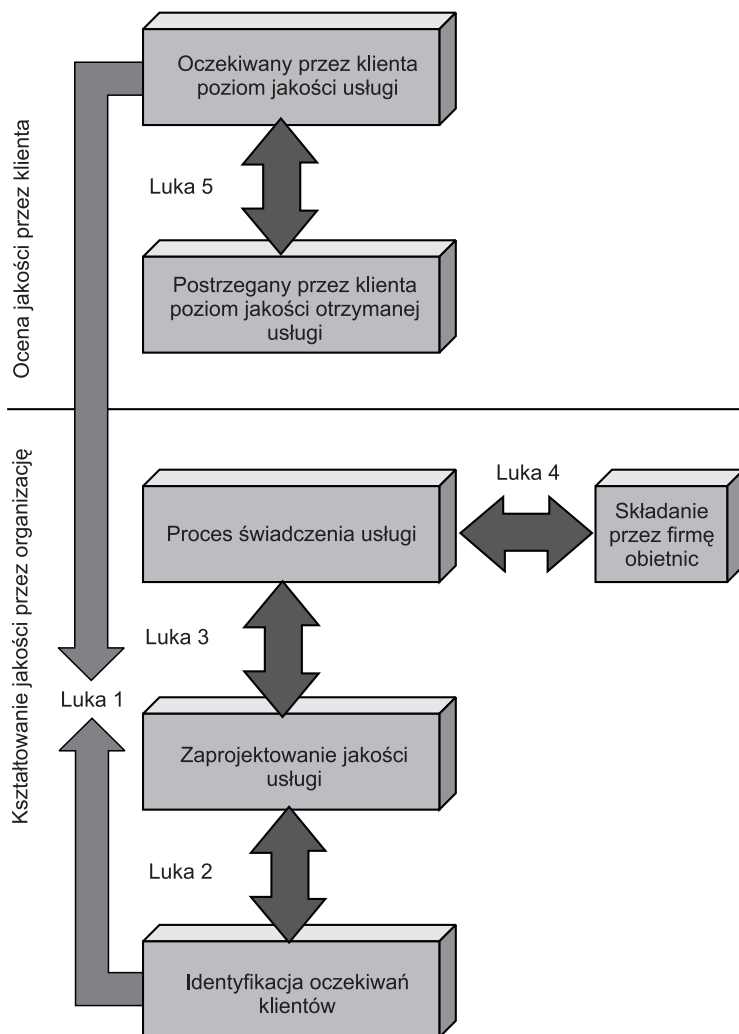 Ocena jakości przez klienta
Oczekiwany przez klienta
poziom jakości usługi
Luka 5
Postrzegany przez klienta
poziom jakości otrzymanej
usługi
Kształtowanie jakości przez organizację
Proces świadczenia usługi
Luka 4
Składanie
przez firmę
obietnic
Luka 3
Luka 1
Zaprojektowanie jakości
usługi
Luka 2
Identyfikacja oczekiwań
klientów